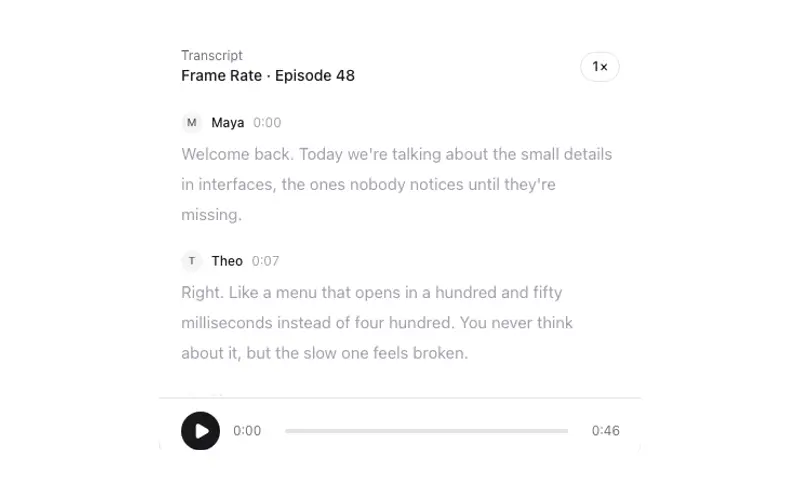 Transcript
Frame Rate · Episode 48
1×
M Maya 0:00
Welcome back. Today we're talking about the small details
in interfaces, the ones nobody notices until they're
missing.
T Theo 0:07
Right. Like a menu that opens in a hundred and fifty
milliseconds instead of four hundred. You never think
about it, but the slow one feels broken.
0:00 0:46